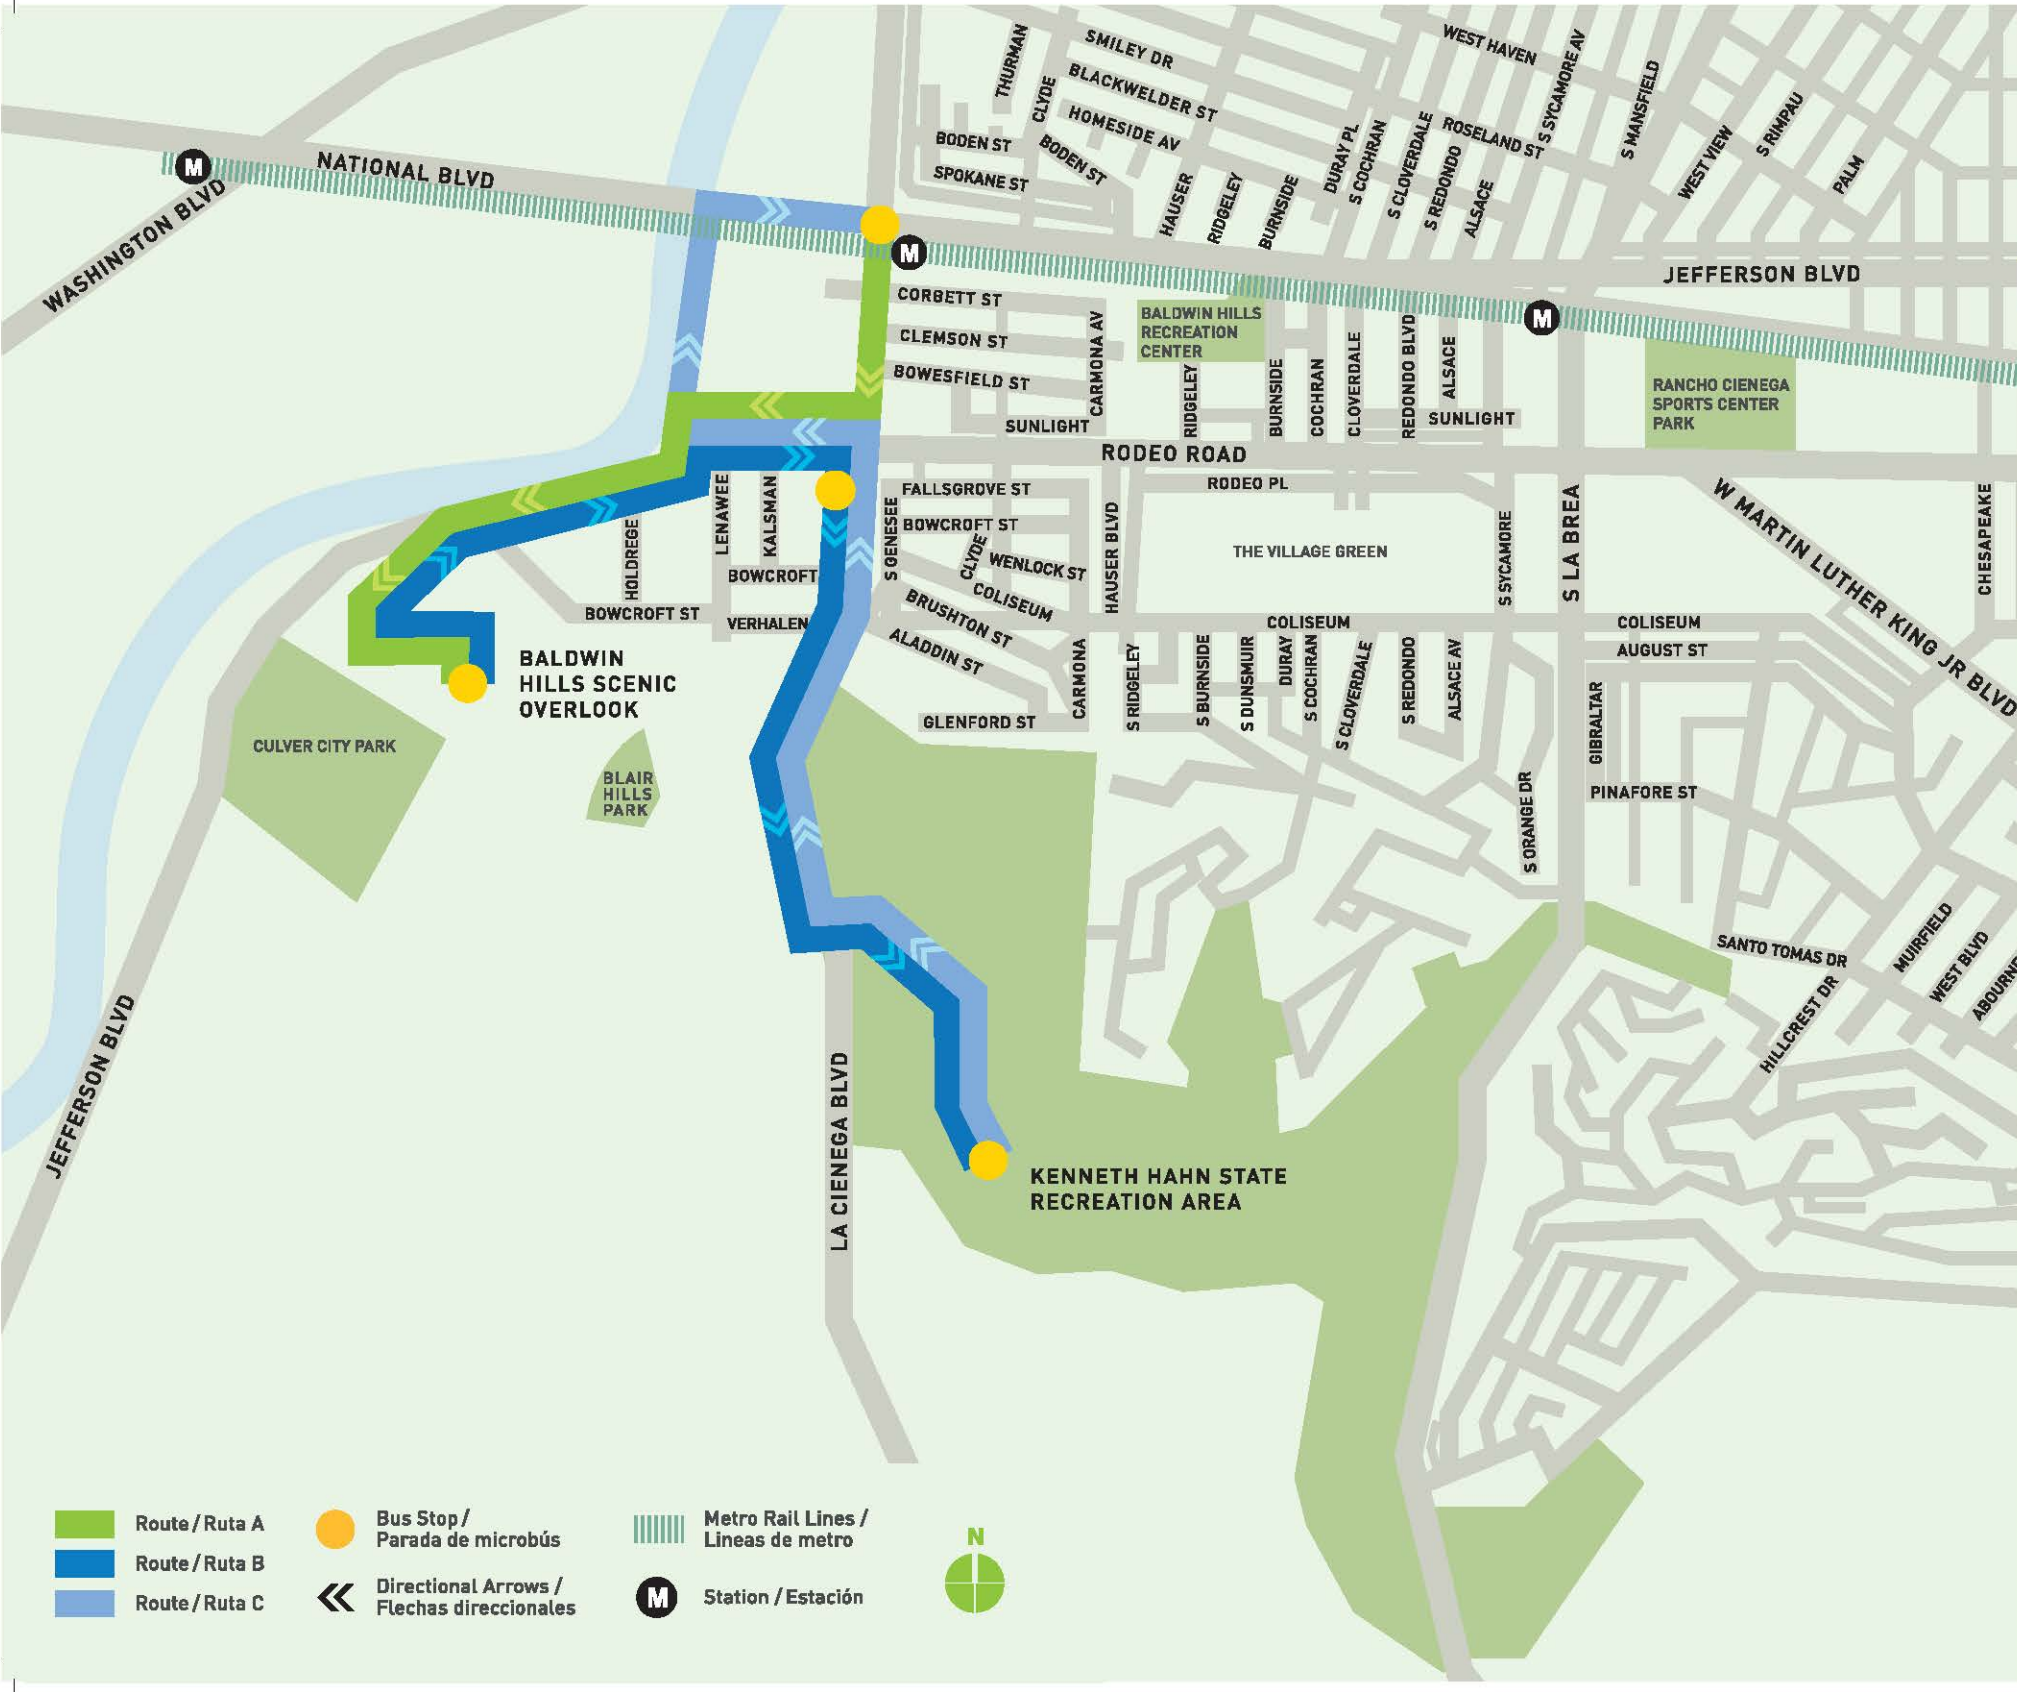 THURMAN
SMILEY DR
CLYDE
BLACKWELDER ST
HOMESIDE AV
BODEN ST
BODEN ST
SPOKANE ST
HAUSER
RIDGELEY
BURNSIDE
DURAY PL
S COCHRAN
S CLOVERDALE
S REDONDO
ALSACE
WEST HAVEN
ROSELAND ST
S SYCAMORE AV
S MANSFIELD
WEST VIEW
S RIMPAU
PALM
M
NATIONAL BLVD
WASHINGTON BLVD
M
JEFFERSON BLVD
M
CORBETT ST
CLEMSON ST
BOWESFIELD ST
CARMONA AV
SUNLIGHT
BALDWIN HILLS
RECREATION
CENTER
RIDGELEY
BURNSIDE
COCHRAN
CLOVERDALE
REDONDO BLVD
ALSACE
SUNLIGHT
RANCHO CIENEGA
SPORTS CENTER
PARK
RODEO ROAD
RODEO PL
FALLSGROVE ST
S GENESEE
BOWCROFT ST
CLYDE
WENLOCK ST
COLISEUM
BRUSHTON ST
ALADDIN ST
HAUSER BLVD
THE VILLAGE GREEN
S SYCAMORE
S LA BREA
W MARTIN LUTHER KING JR BLVD
CHESAPEAKE
HOLDREGE
LENAWEE
KALSMAN
BOWCROFT
BOWCROFT ST
VERHALEN
COLISEUM
COLISEUM
AUGUST ST
BALDWIN
HILLS SCENIC
OVERLOOK
GLENFORD ST
CARMONA
S RIDGELEY
S BURNSIDE
S DUNSMUIR
DURAY
S COCHRAN
S CLOVERDALE
S REDONDO
ALSACE AV
GIBRALTAR
PINAFORE ST
S ORANGE DR
CULVER CITY PARK
BLAIR
HILLS
PARK
SANTO TOMAS DR
HILLCREST DR
MUIRFIELD
WEST BLVD
ABOURNE
JEFFERSON BLVD
LA CIENEGA BLVD
KENNETH HAHN STATE
RECREATION AREA
Route / Ruta A
Route / Ruta B
Route / Ruta C
Bus Stop /
Parada de microbús
Directional Arrows /
Flechas direccionales
Metro Rail Lines /
Lineas de metro
M
Station / Estación
N